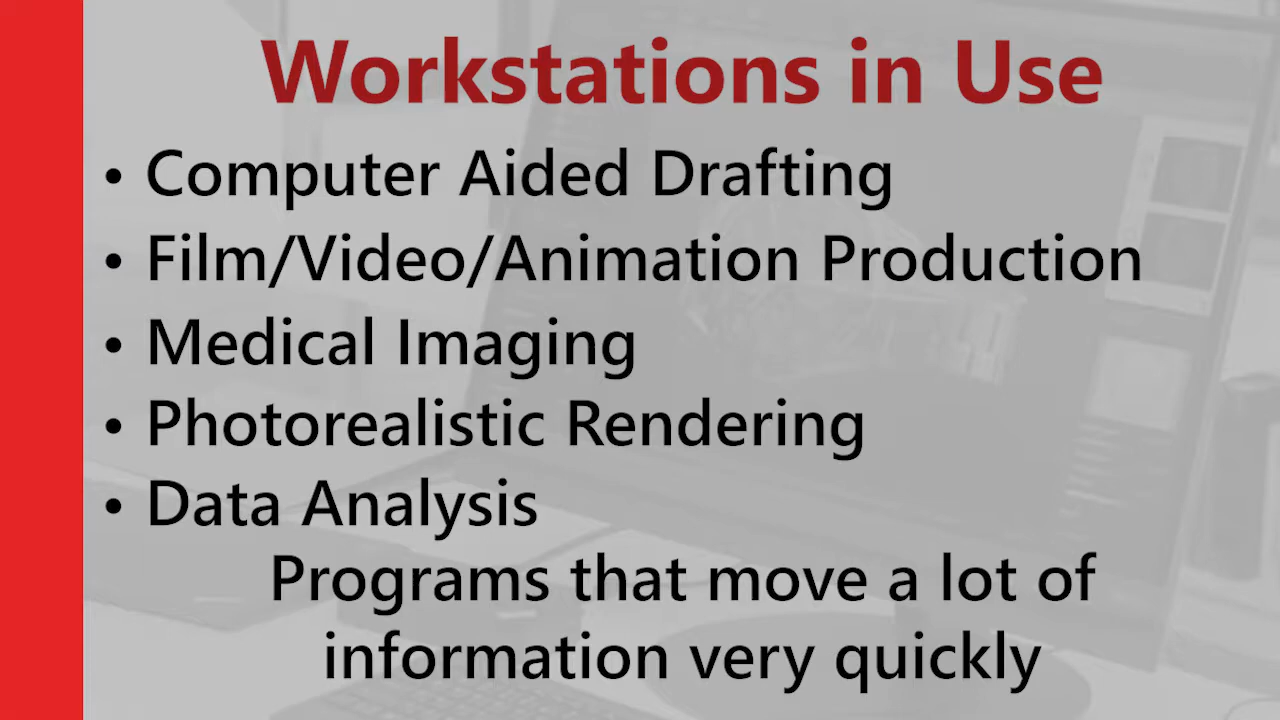 Workstations in Use
• Computer Aided Drafting
• Film/Video/Animation Production
• Medical Imaging
• Photorealistic Rendering
• Data Analysis
Programs that move a lot of
information very quickly